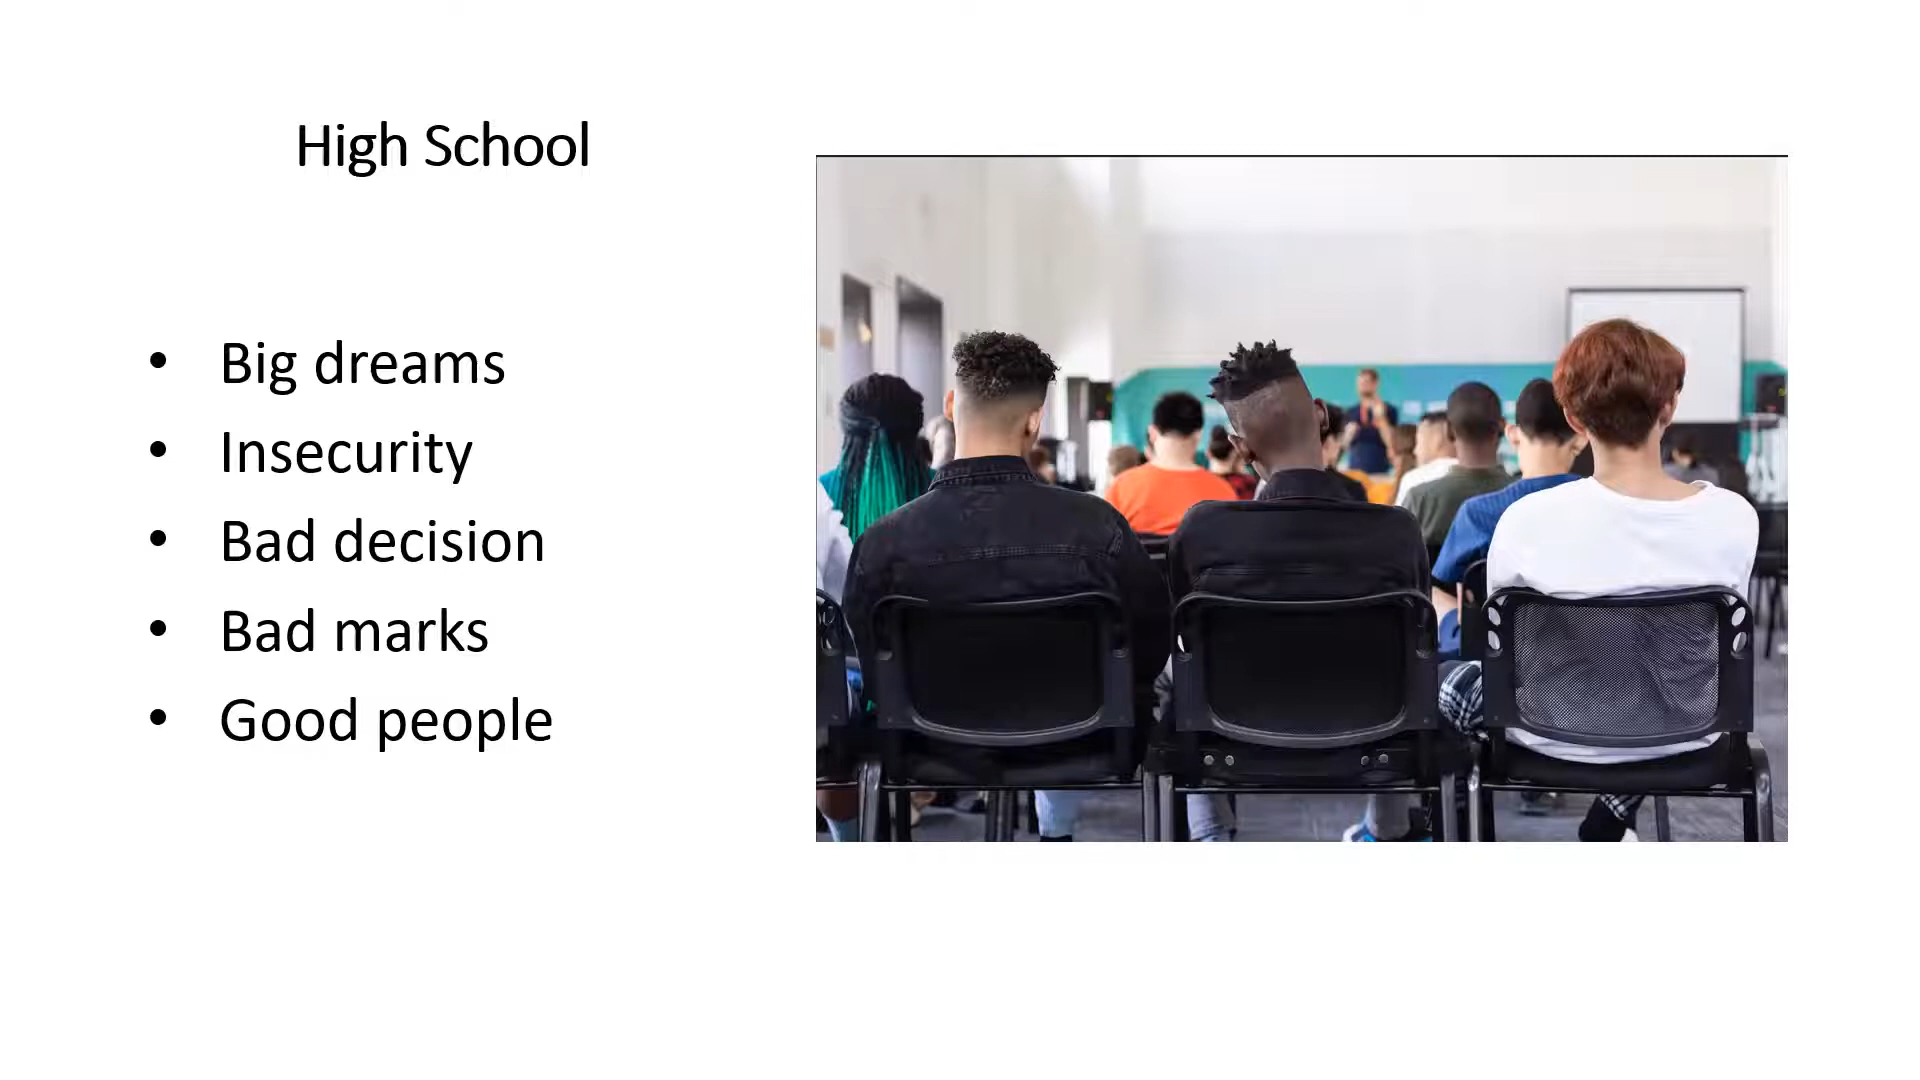 High School
• Big dreams
• Insecurity
• Bad decision
• Bad marks
• Good people